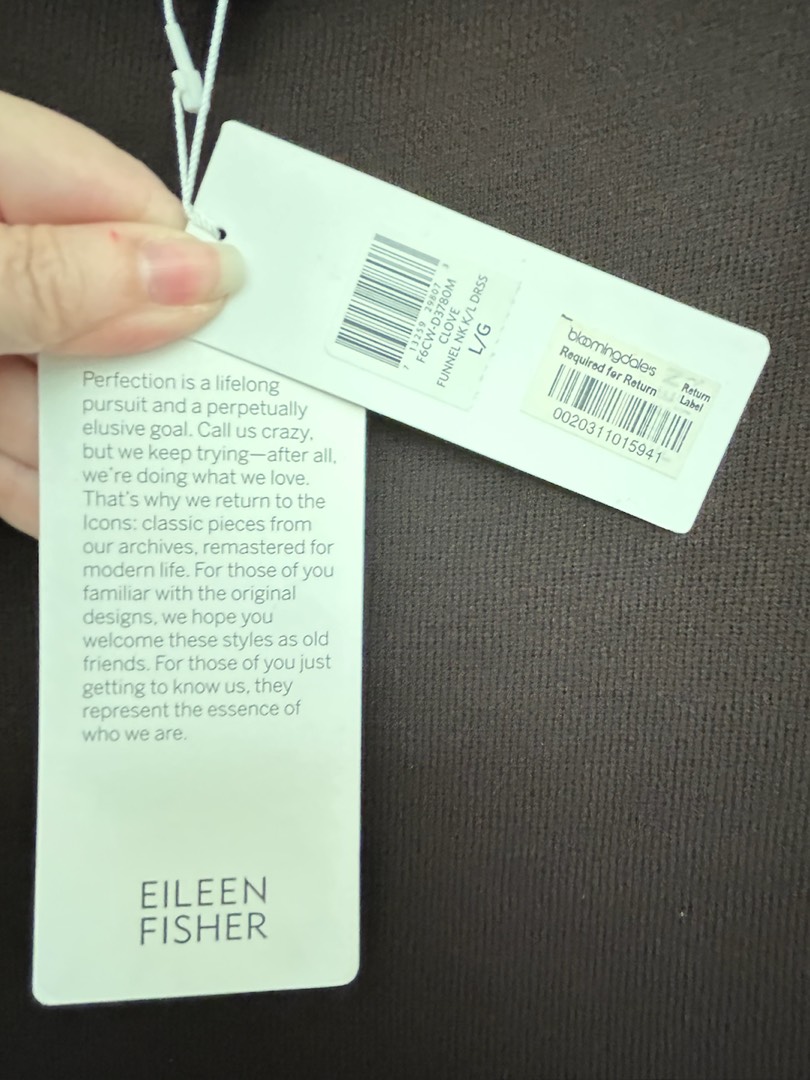 7 13259 29807 3
F6CW-D3780M
CLOVE
FUNNEL NK K/L DRSS
L/G
bloomingdale's
Required for Return
Return
Label
0020311015941
Perfection is a lifelong
pursuit and a perpetually
elusive goal. Call us crazy,
but we keep trying—after all,
we're doing what we love.
That's why we return to the
Icons: classic pieces from
our archives, remastered for
modern life. For those of you
familiar with the original
designs, we hope you
welcome these styles as old
friends. For those of you just
getting to know us, they
represent the essence of
who we are.
EILEEN
FISHER